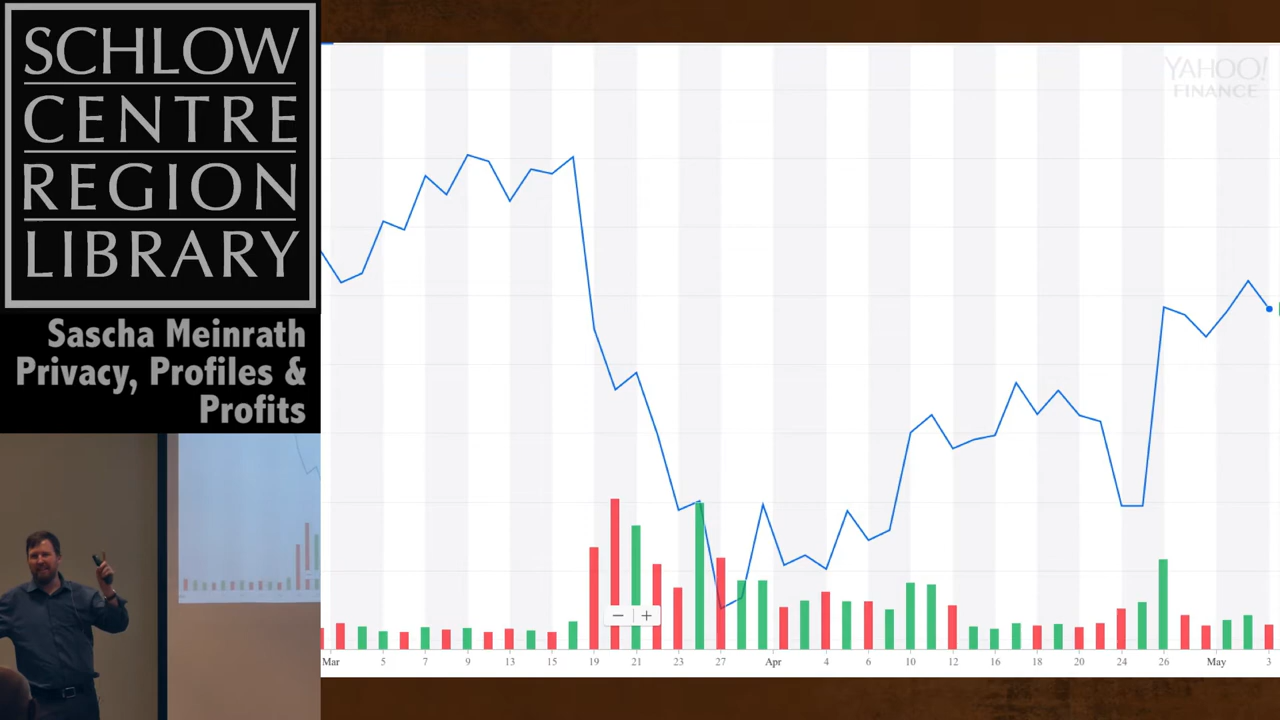 SCHLOW
CENTRE
REGION
LIBRARY
Sascha Meinrath
Privacy, Profiles &
Profits
YAHOO!
FINANCE
− +
Mar 5 7 9 13 15 19 21 23 27 Apr 4 6 10 12 16 18 20 24 26 May 3